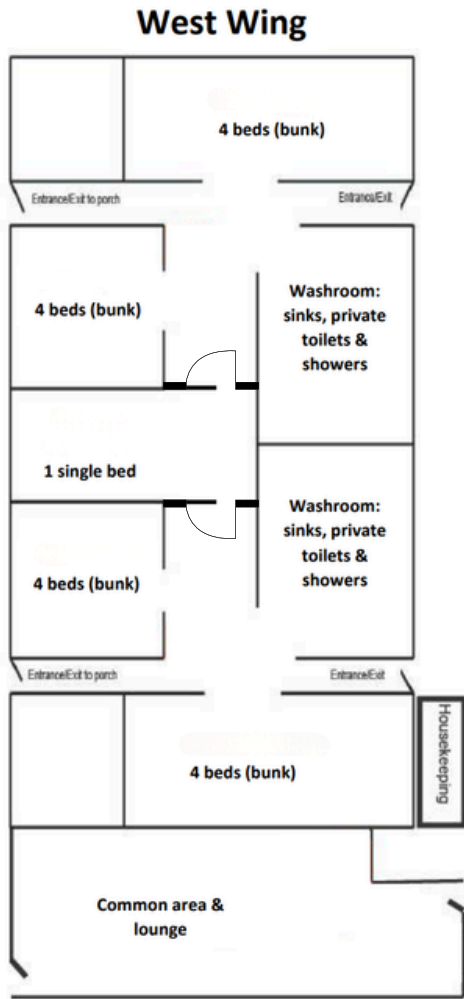 West Wing
4 beds (bunk)
Entrance/Exit to porch
Entrance/Exit
4 beds (bunk)
Washroom:
sinks, private
toilets &
showers
1 single bed
Washroom:
sinks, private
toilets &
showers
4 beds (bunk)
Entrance/Exit to porch
Entrance/Exit
Housekeeping
4 beds (bunk)
Common area &
lounge